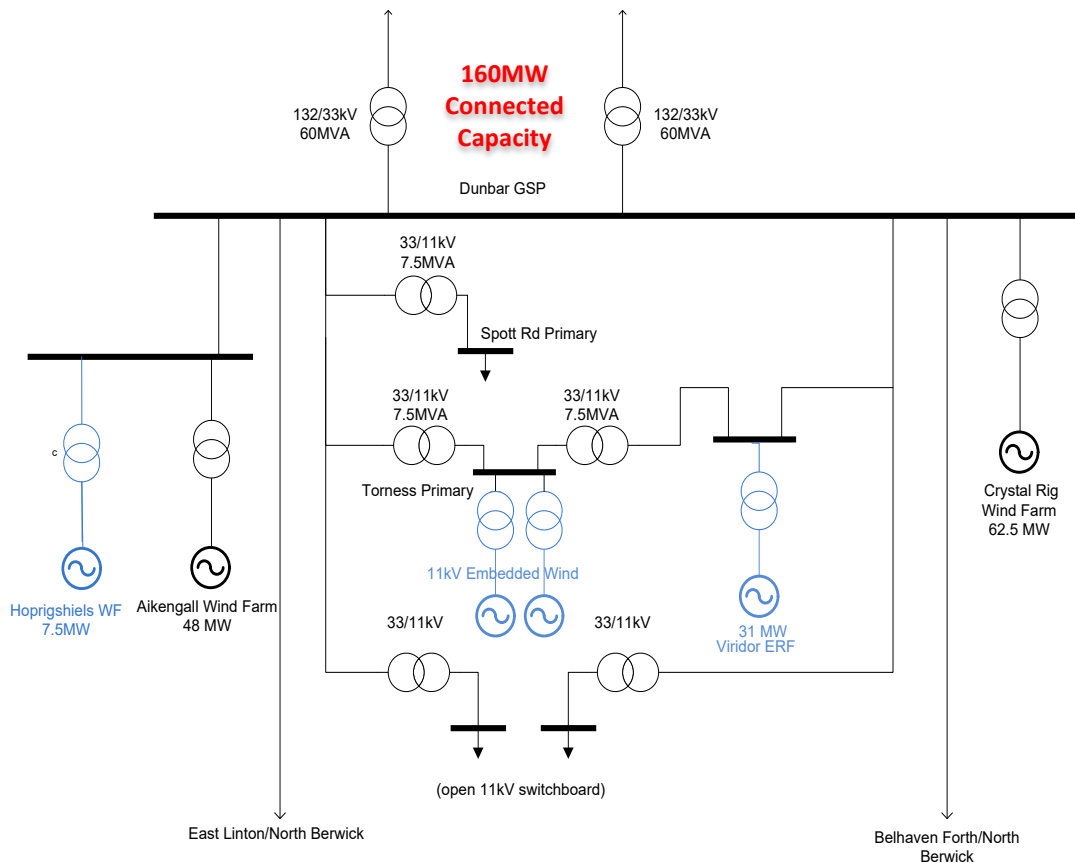 160MW
Connected
Capacity
132/33kV
60MVA
132/33kV
60MVA
Dunbar GSP
33/11kV
7.5MVA
Spott Rd Primary
33/11kV
7.5MVA
33/11kV
7.5MVA
c
Torness Primary
Crystal Rig
Wind Farm
62.5 MW
11kV Embedded Wind
Hoprigshiels WF
7.5MW
Aikengall Wind Farm
48 MW
33/11kV
33/11kV
31 MW
Viridor ERF
(open 11kV switchboard)
East Linton/North Berwick
Belhaven Forth/North
Berwick